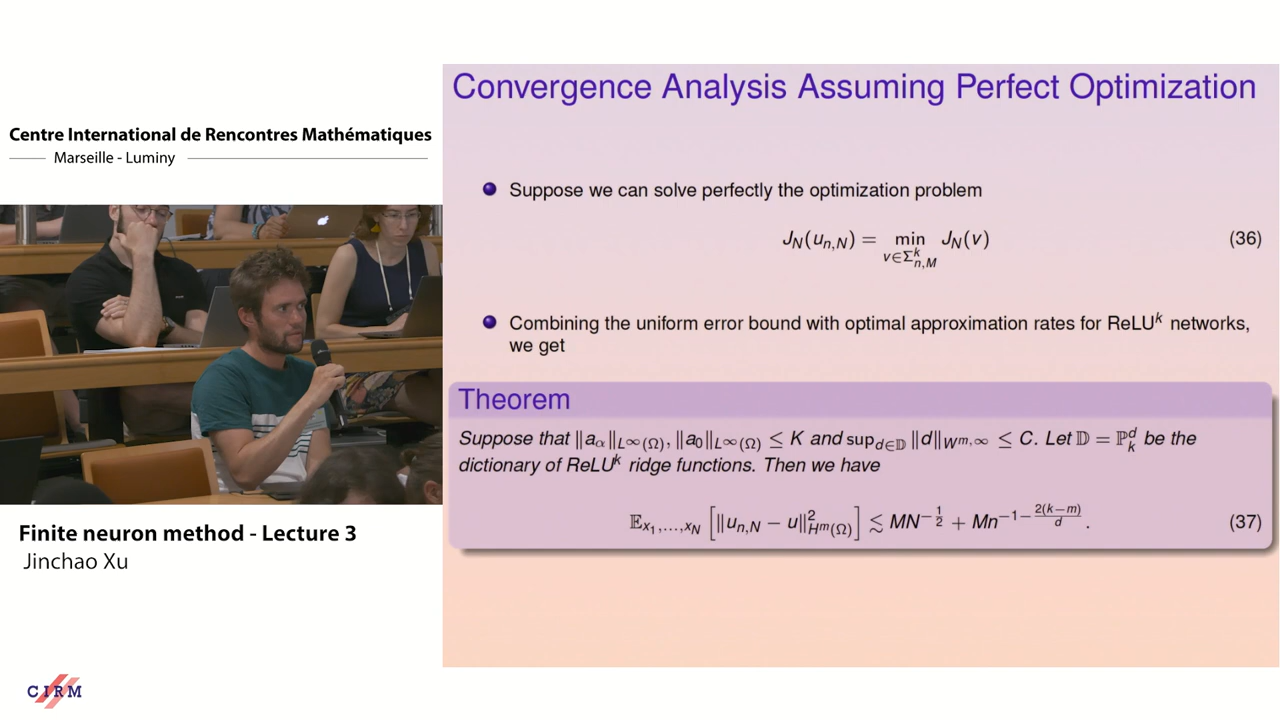 Centre International de Rencontres Mathématiques
Marseille - Luminy
Finite neuron method - Lecture 3
Jinchao Xu
CIRM
Convergence Analysis Assuming Perfect Optimization
Suppose we can solve perfectly the optimization problem
J_N(u_{n,N}) = min_{v∈Σ^k_{n,M}} J_N(v) (36)
Combining the uniform error bound with optimal approximation rates for ReLU^k networks,
we get
Theorem
Suppose that ‖a_α‖_{L^∞(Ω)}, ‖a_0‖_{L^∞(Ω)} ≤ K and sup_{d∈𝔻} ‖d‖_{W^{m,∞}} ≤ C. Let 𝔻 = ℙ^d_k be the
dictionary of ReLU^k ridge functions. Then we have
𝔼_{x_1,…,x_N} [‖u_{n,N} − u‖²_{H^m(Ω)}] ≲ MN^{−1/2} + Mn^{−1−2(k−m)/d}. (37)